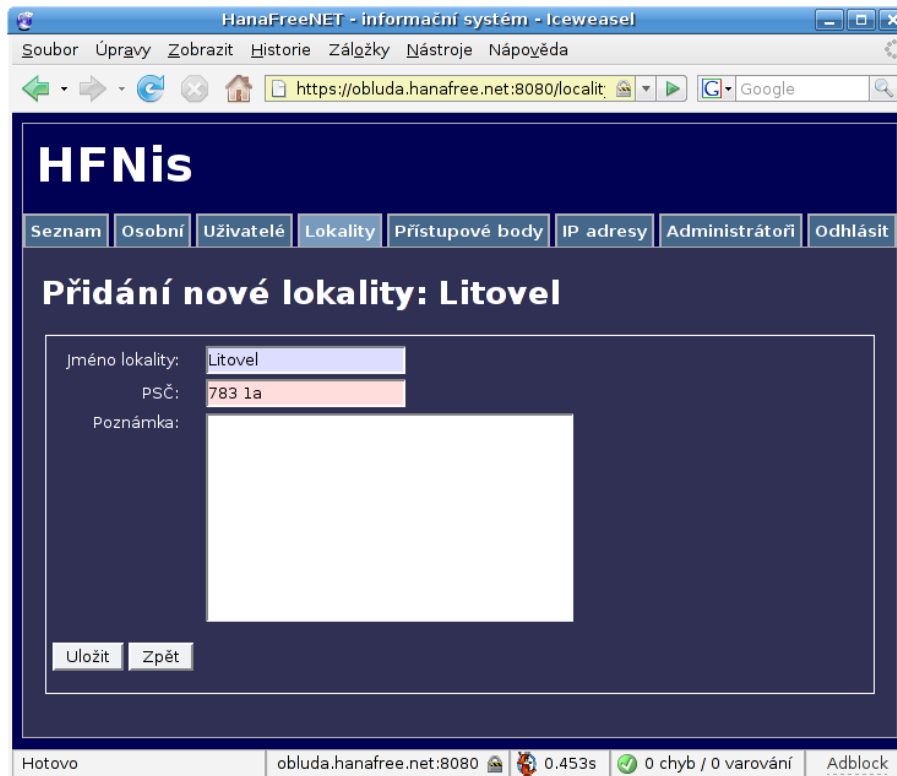 HanaFreeNET - informační systém - Iceweasel
Soubor Úpravy Zobrazit Historie Záložky Nástroje Nápověda
https://obluda.hanafree.net:8080/localit G Google
HFNis
Seznam Osobní Uživatelé Lokality Přístupové body IP adresy Administrátoři Odhlásit
Přidání nové lokality: Litovel
Jméno lokality: Litovel
PSČ: 783 1a
Poznámka:
Uložit Zpět
Hotovo obluda.hanafree.net:8080 0.453s 0 chyb / 0 varování Adblock